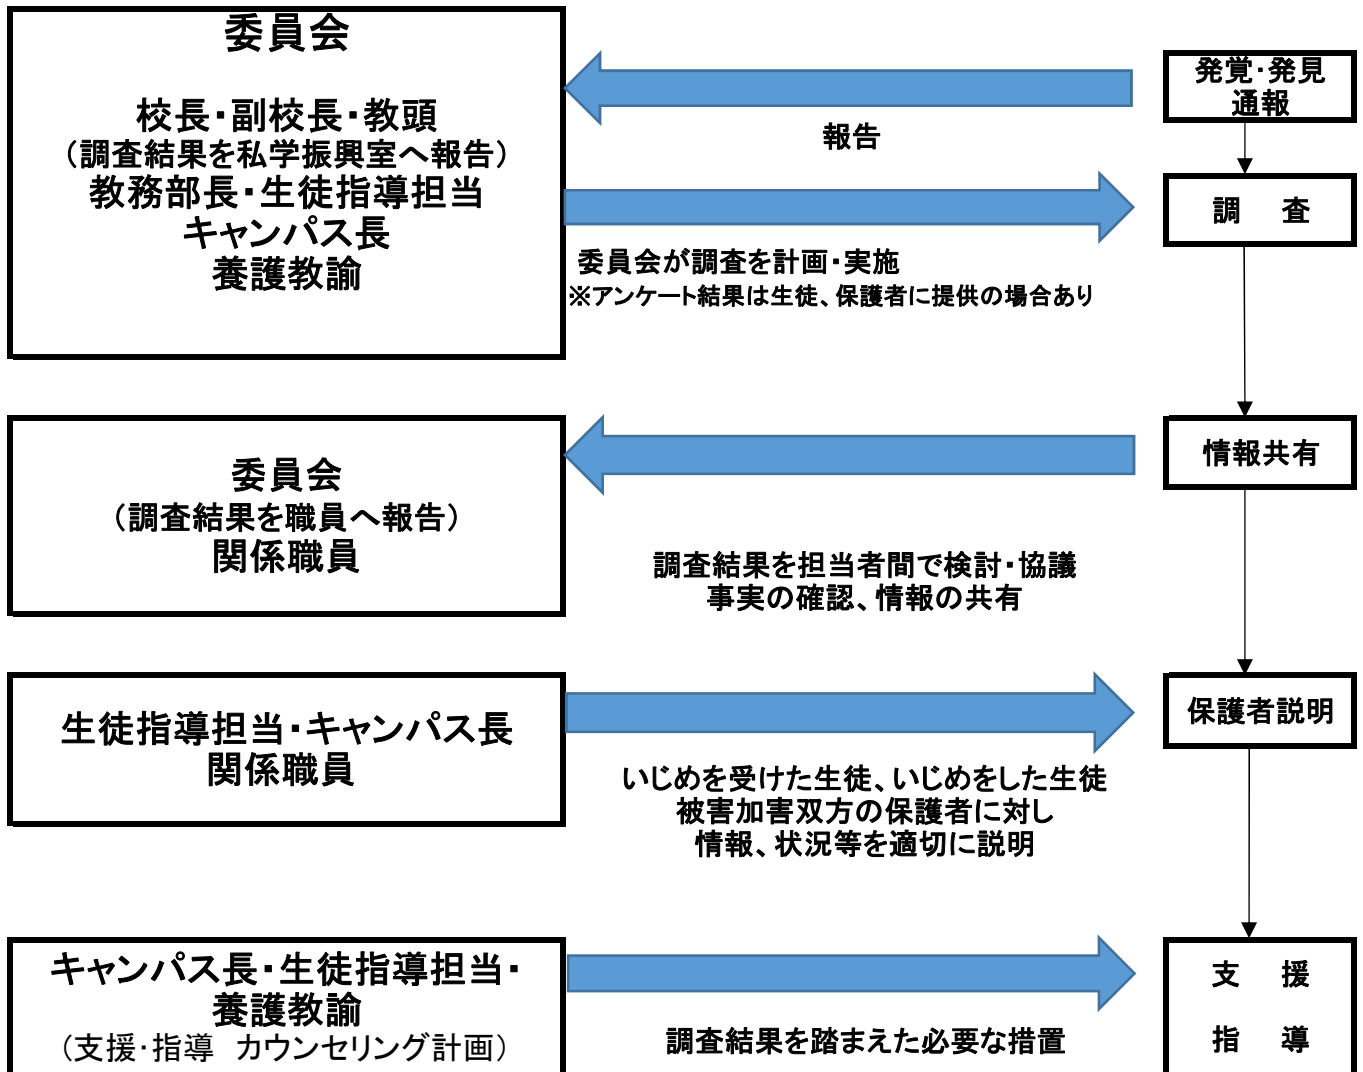 委員会
校長・副校長・教頭
（調査結果を私学振興室へ報告）
教務部長・生徒指導担当
キャンパス長
養護教諭
報告
発覚・発見
通報
調　査
委員会が調査を計画・実施
※アンケート結果は生徒、保護者に提供の場合あり
委員会
（調査結果を職員へ報告）
関係職員
情報共有
調査結果を担当者間で検討・協議
事実の確認、情報の共有
生徒指導担当・キャンパス長
関係職員
保護者説明
いじめを受けた生徒、いじめをした生徒
被害加害双方の保護者に対し
情報、状況等を適切に説明
キャンパス長・生徒指導担当・
養護教諭
（支援・指導　カウンセリング計画）
調査結果を踏まえた必要な措置
支　援
指　導